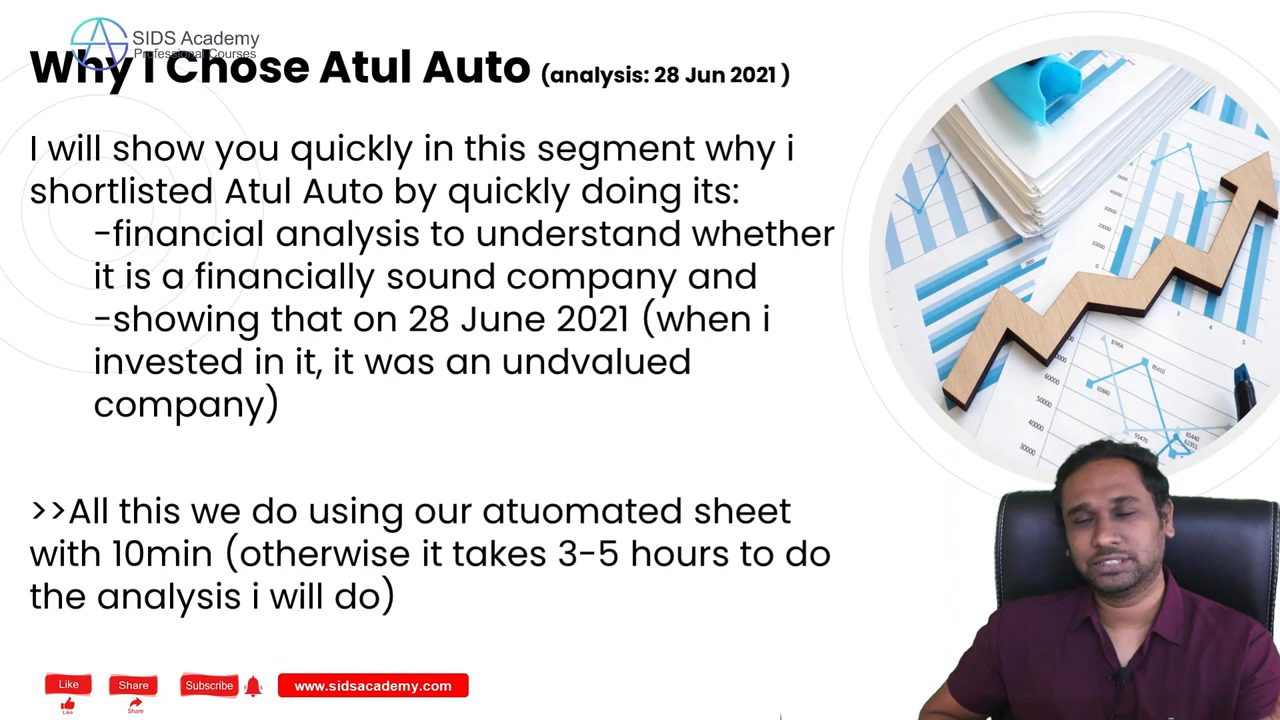 SIDS Academy
Professional Courses
Why I Chose Atul Auto (analysis: 28 Jun 2021 )
I will show you quickly in this segment why i
shortlisted Atul Auto by quickly doing its:
-financial analysis to understand whether
it is a financially sound company and
-showing that on 28 June 2021 (when i
invested in it, it was an undvalued
company)
>>All this we do using our atuomated sheet
with 10min (otherwise it takes 3-5 hours to do
the analysis i will do)
Like
Share
Subscribe
www.sidsacademy.com
Like
Share